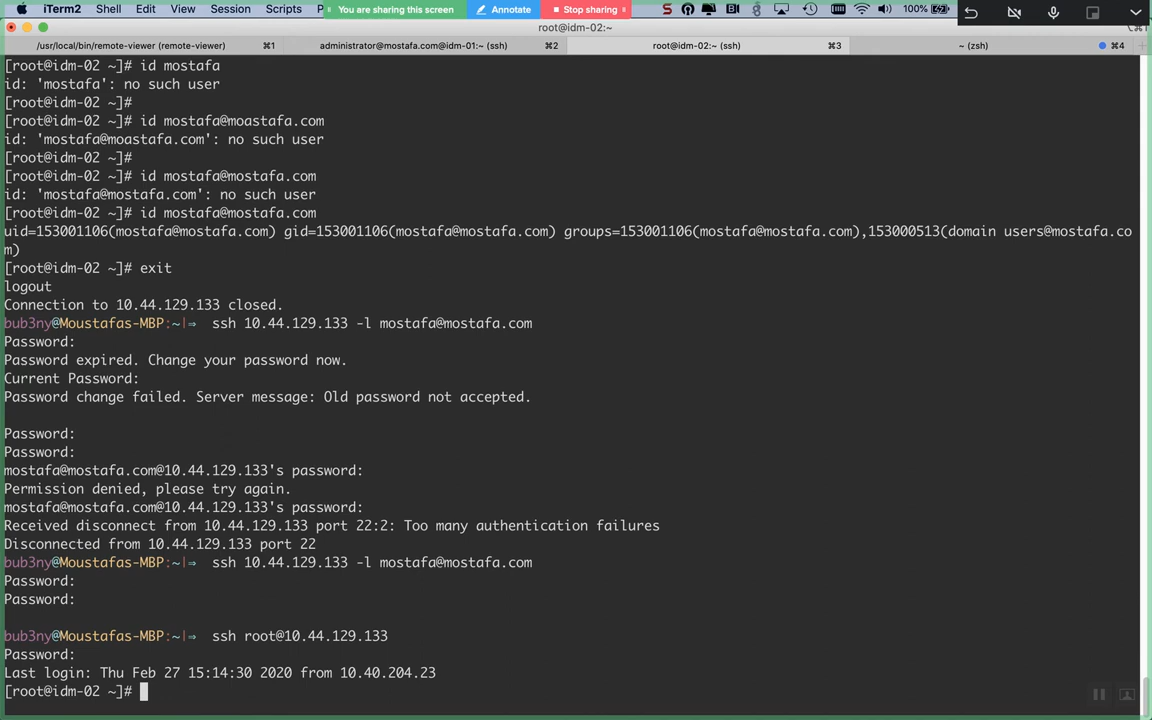 iTerm2 Shell Edit View Session Scripts P You are sharing this screen Annotate Stop sharing 100%
root@idm-02:~
/usr/local/bin/remote-viewer (remote-viewer) ⌘1 administrator@mostafa.com@idm-01:~ (ssh) ⌘2 root@idm-02:~ (ssh) ⌘3 ~ (zsh) ⌘4
[root@idm-02 ~]# id mostafa
id: 'mostafa': no such user
[root@idm-02 ~]#
[root@idm-02 ~]# id mostafa@moastafa.com
id: 'mostafa@moastafa.com': no such user
[root@idm-02 ~]#
[root@idm-02 ~]# id mostafa@mostafa.com
id: 'mostafa@mostafa.com': no such user
[root@idm-02 ~]# id mostafa@mostafa.com
uid=153001106(mostafa@mostafa.com) gid=153001106(mostafa@mostafa.com) groups=153001106(mostafa@mostafa.com),153000513(domain users@mostafa.co
m)
[root@idm-02 ~]# exit
logout
Connection to 10.44.129.133 closed.
bub3ny@Moustafas-MBP:~|⇒ ssh 10.44.129.133 -l mostafa@mostafa.com
Password:
Password expired. Change your password now.
Current Password:
Password change failed. Server message: Old password not accepted.
Password:
Password:
mostafa@mostafa.com@10.44.129.133's password:
Permission denied, please try again.
mostafa@mostafa.com@10.44.129.133's password:
Received disconnect from 10.44.129.133 port 22:2: Too many authentication failures
Disconnected from 10.44.129.133 port 22
bub3ny@Moustafas-MBP:~|⇒ ssh 10.44.129.133 -l mostafa@mostafa.com
Password:
Password:
bub3ny@Moustafas-MBP:~|⇒ ssh root@10.44.129.133
Password:
Last login: Thu Feb 27 15:14:30 2020 from 10.40.204.23
[root@idm-02 ~]#